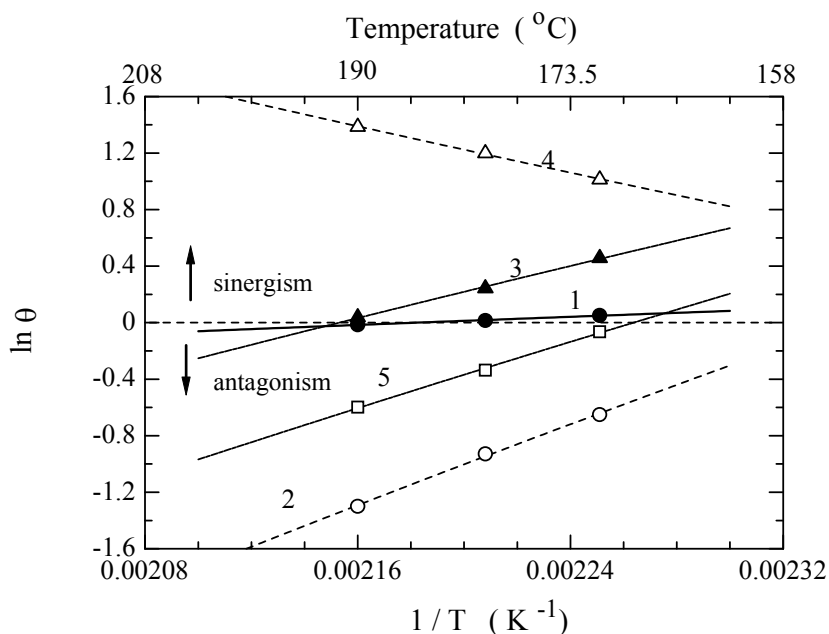 Temperature ( °C)
208 190 173.5 158
1.6
1.2
0.8
0.4
0
-0.4
-0.8
-1.2
-1.6
ln θ
4
3
sinergism
1
antagonism
5
2
0.00208 0.00216 0.00224 0.00232
1 / T ( K⁻¹)